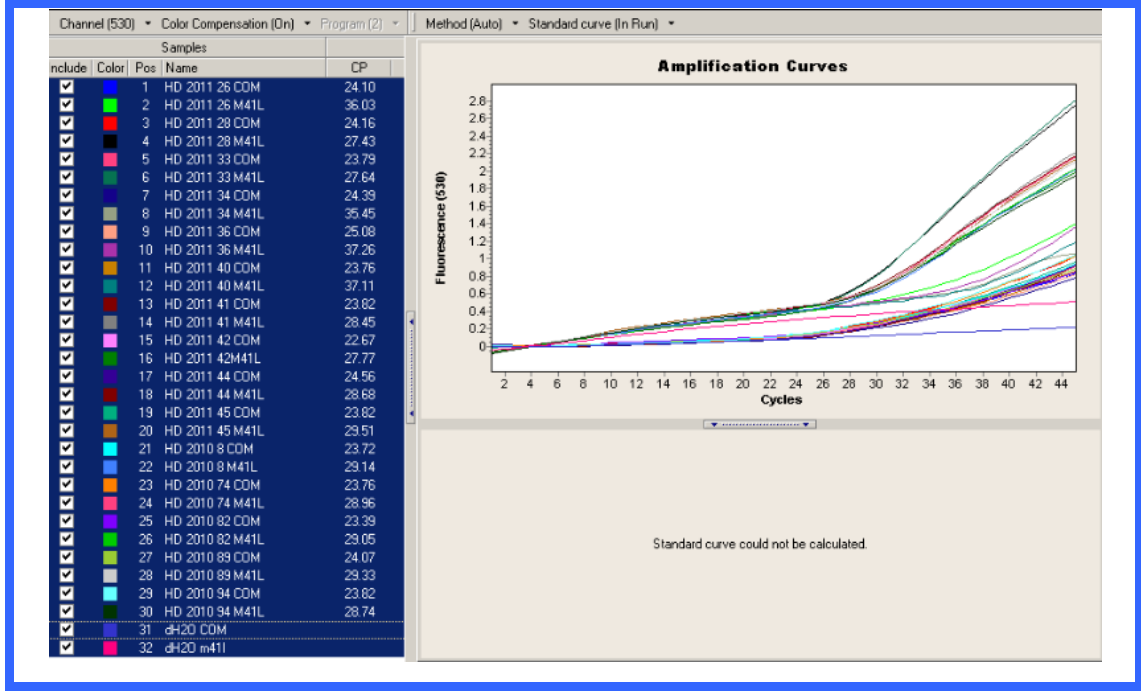 Channel (530) Color Compensation (On) Program (2) Method (Auto) Standard curve (In Run)
Samples
nclude Color Pos Name CP
1 HD 2011 26 COM 24.10
2 HD 2011 26 M41L 36.03
3 HD 2011 28 COM 24.16
4 HD 2011 28 M41L 27.43
5 HD 2011 33 COM 23.79
6 HD 2011 33 M41L 27.64
7 HD 2011 34 COM 24.39
8 HD 2011 34 M41L 35.45
9 HD 2011 36 COM 25.08
10 HD 2011 36 M41L 37.26
11 HD 2011 40 COM 23.76
12 HD 2011 40 M41L 37.11
13 HD 2011 41 COM 23.82
14 HD 2011 41 M41L 28.45
15 HD 2011 42 COM 22.67
16 HD 2011 42M41L 27.77
17 HD 2011 44 COM 24.56
18 HD 2011 44 M41L 28.68
19 HD 2011 45 COM 23.82
20 HD 2011 45 M41L 29.51
21 HD 2010 8 COM 23.72
22 HD 2010 8 M41L 29.14
23 HD 2010 74 COM 23.76
24 HD 2010 74 M41L 28.96
25 HD 2010 82 COM 23.39
26 HD 2010 82 M41L 29.05
27 HD 2010 89 COM 24.07
28 HD 2010 89 M41L 29.33
29 HD 2010 94 COM 23.82
30 HD 2010 94 M41L 28.74
31 dH2O COM
32 dH2O m41l
Amplification Curves
2.8
2.6
2.4
2.2
2
1.8
1.6
1.4
1.2
1
0.8
0.6
0.4
0.2
0
Fluorescence (530)
2 4 6 8 10 12 14 16 18 20 22 24 26 28 30 32 34 36 38 40 42 44
Cycles
Standard curve could not be calculated.